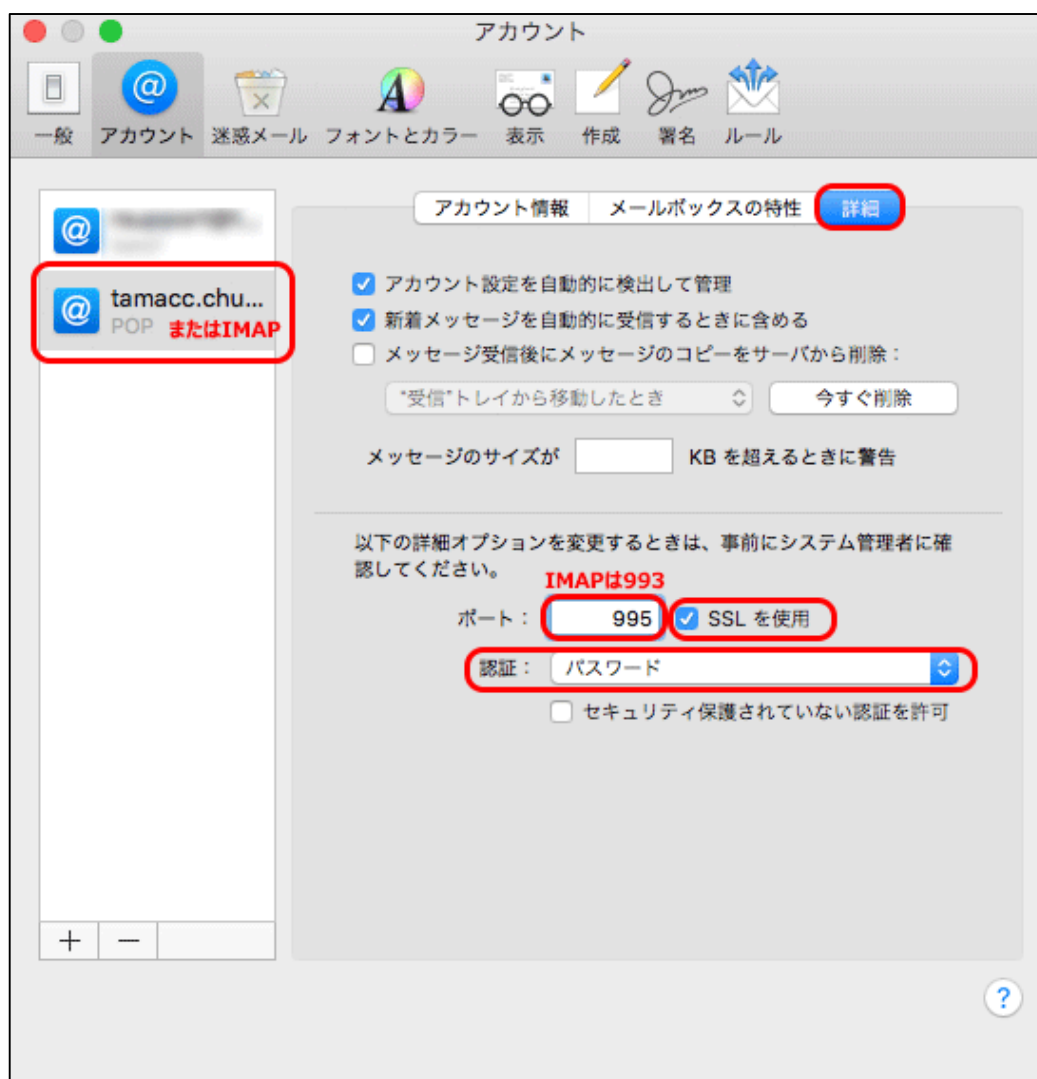 アカウント
一般 アカウント 迷惑メール フォントとカラー 表示 作成 署名 ルール
アカウント情報 メールボックスの特性 詳細
tamacc.chu...
POP またはIMAP
アカウント設定を自動的に検出して管理
新着メッセージを自動的に受信するときに含める
メッセージ受信後にメッセージのコピーをサーバから削除：
"受信"トレイから移動したとき 今すぐ削除
メッセージのサイズが KB を超えるときに警告
以下の詳細オプションを変更するときは、事前にシステム管理者に確
認してください。
IMAPは993
ポート： 995 SSL を使用
認証： パスワード
セキュリティ保護されていない認証を許可